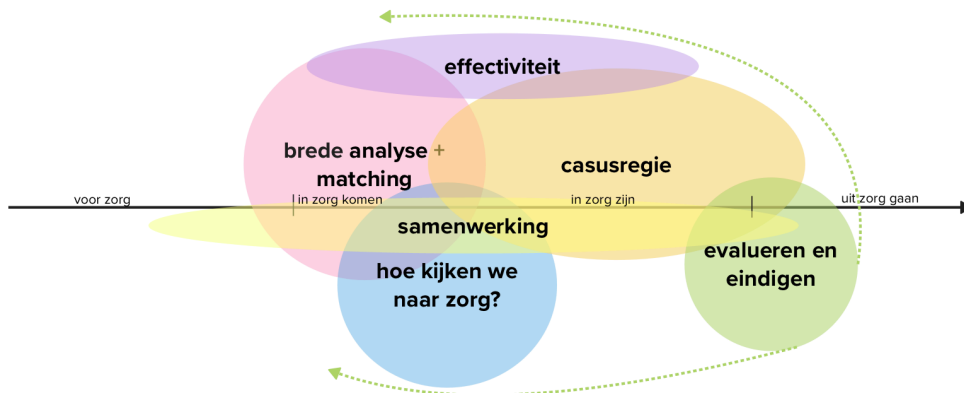 effectiviteit
brede analyse +
matching
casusregie
voor zorg
in zorg komen
in zorg zijn
uit zorg gaan
samenwerking
evalueren en
eindigen
hoe kijken we
naar zorg?